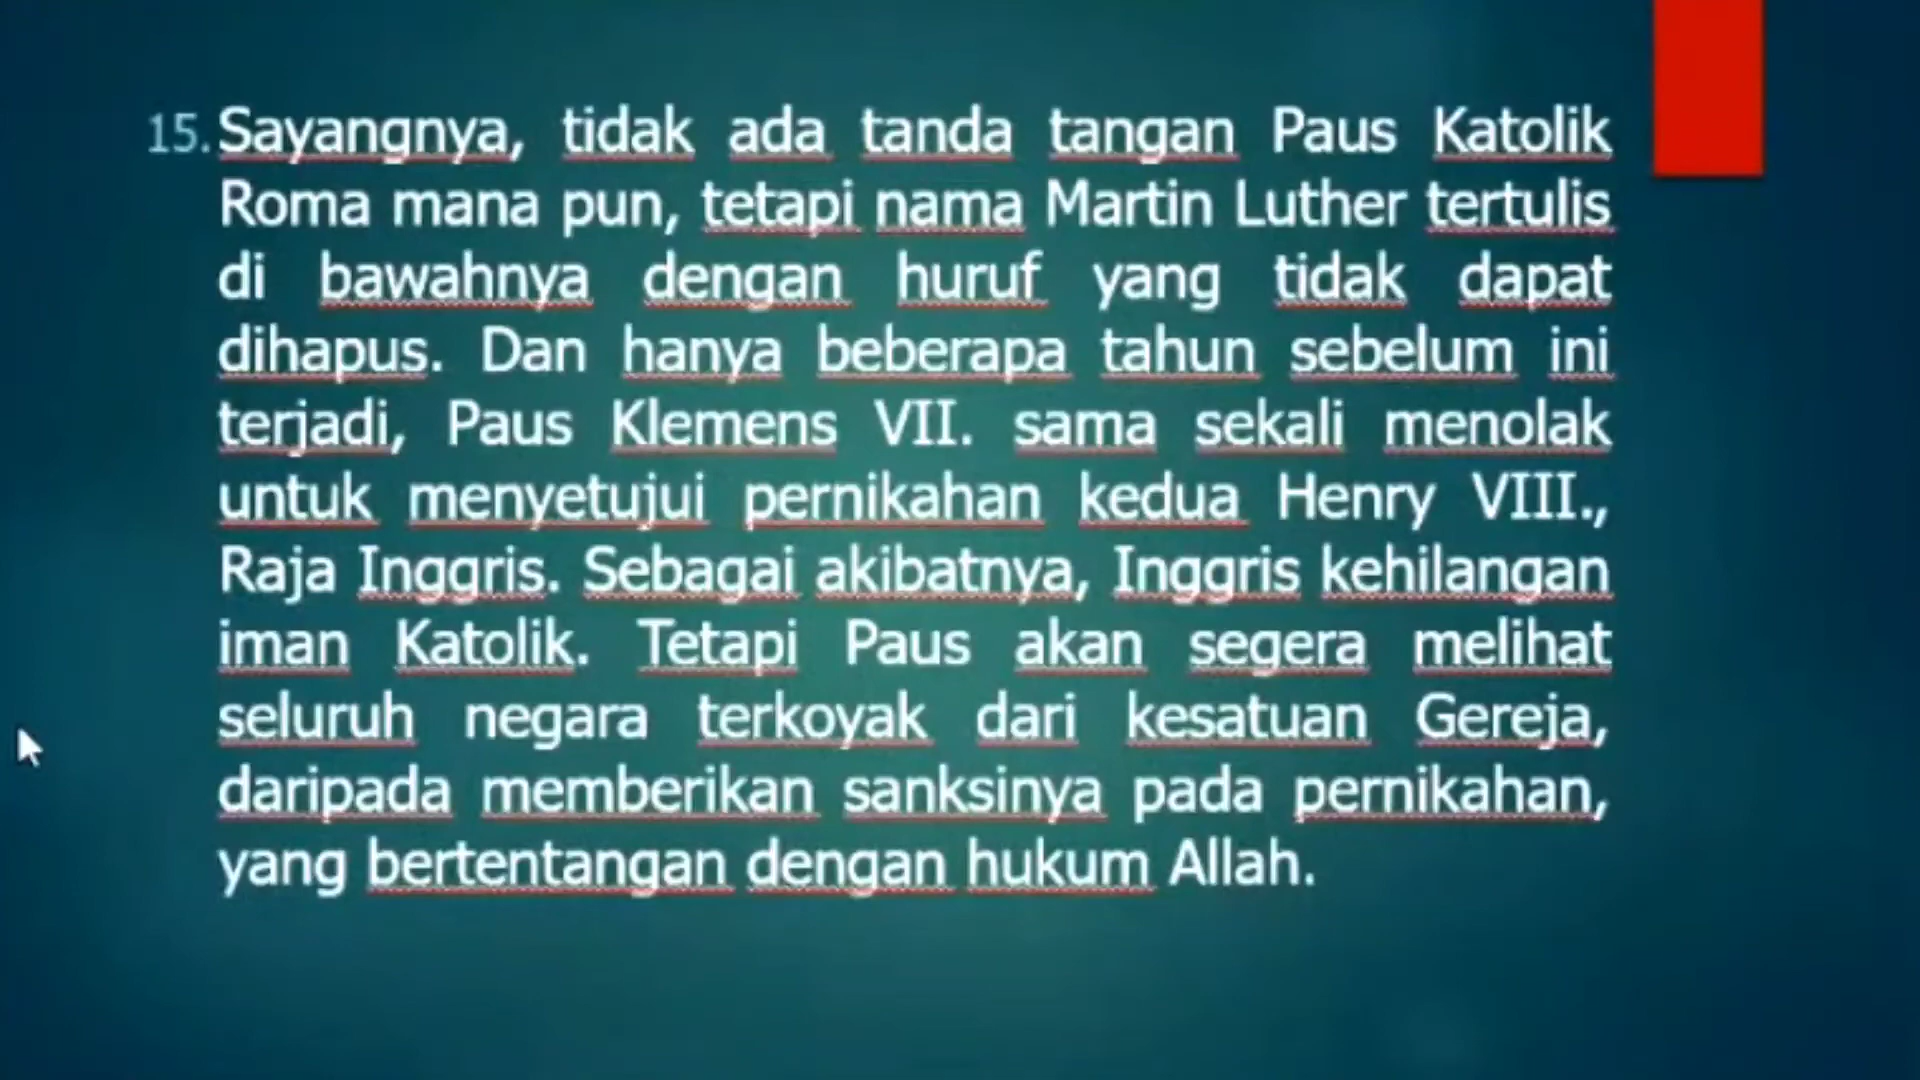 15. Sayangnya, tidak ada tanda tangan Paus Katolik
Roma mana pun, tetapi nama Martin Luther tertulis
di bawahnya dengan huruf yang tidak dapat
dihapus. Dan hanya beberapa tahun sebelum ini
terjadi, Paus Klemens VII. sama sekali menolak
untuk menyetujui pernikahan kedua Henry VIII.,
Raja Inggris. Sebagai akibatnya, Inggris kehilangan
iman Katolik. Tetapi Paus akan segera melihat
seluruh negara terkoyak dari kesatuan Gereja,
daripada memberikan sanksinya pada pernikahan,
yang bertentangan dengan hukum Allah.